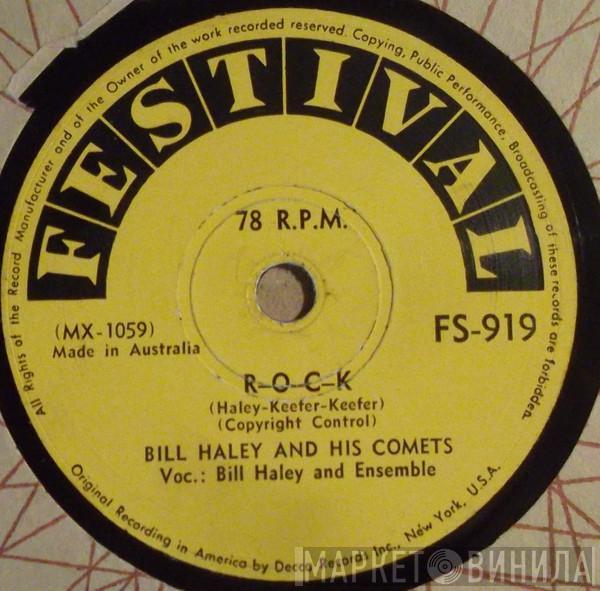 All Rights of the Record Manufacturer and of the Owner of the work recorded reserved. Copying, Public Performance, Broadcasting of these records are forbidden.
FESTIVAL
78 R.P.M.
(MX-1059)
Made in Australia
FS-919
R-O-C-K
(Haley-Keefer-Keefer)
(Copyright Control)
BILL HALEY AND HIS COMETS
Voc.: Bill Haley and Ensemble
Original Recording in America by Decca Records Inc., New York, U.S.A.
МАРКЕТ ВИНИЛА